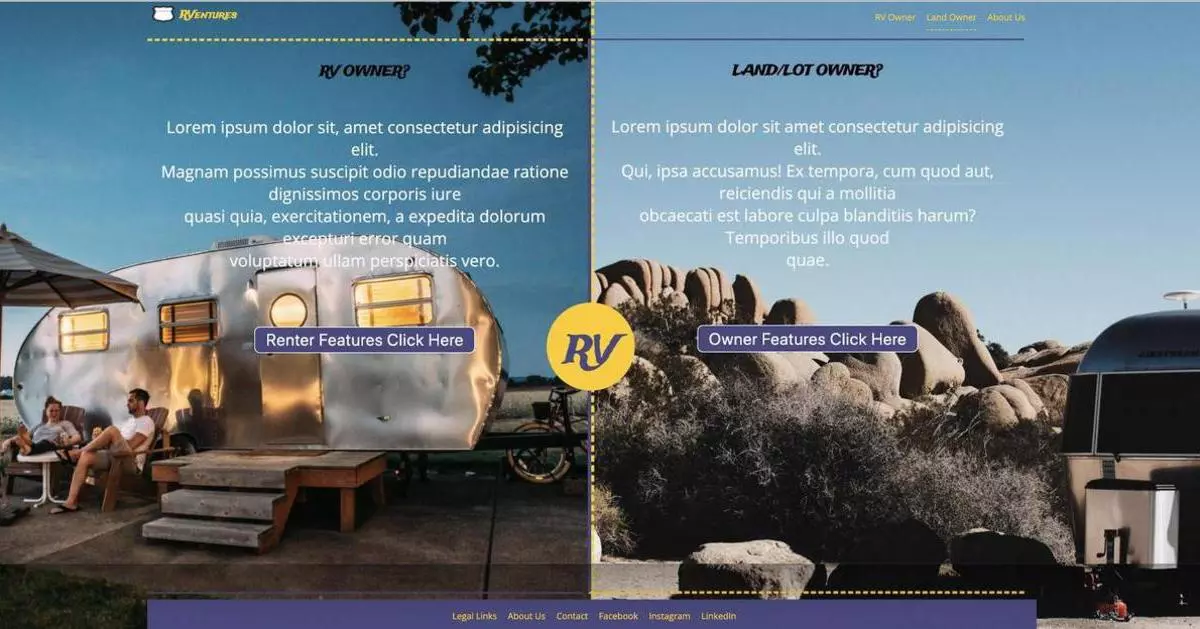 RVentures
RV Owner Land Owner About Us
RV OWNER?
Lorem ipsum dolor sit, amet consectetur adipisicing
elit.
Magnam possimus suscipit odio repudiandae ratione
dignissimos corporis iure
quasi quia, exercitationem, a expedita dolorum
excepturi error quam
voluptatum ullam perspiciatis vero.
Renter Features Click Here
LAND/LOT OWNER?
Lorem ipsum dolor sit amet consectetur adipisicing
elit.
Qui, ipsa accusamus! Ex tempora, cum quod aut,
reiciendis qui a mollitia
obcaecati est labore culpa blanditiis harum?
Temporibus illo quod
quae.
Owner Features Click Here
RV
Legal Links About Us Contact Facebook Instagram LinkedIn